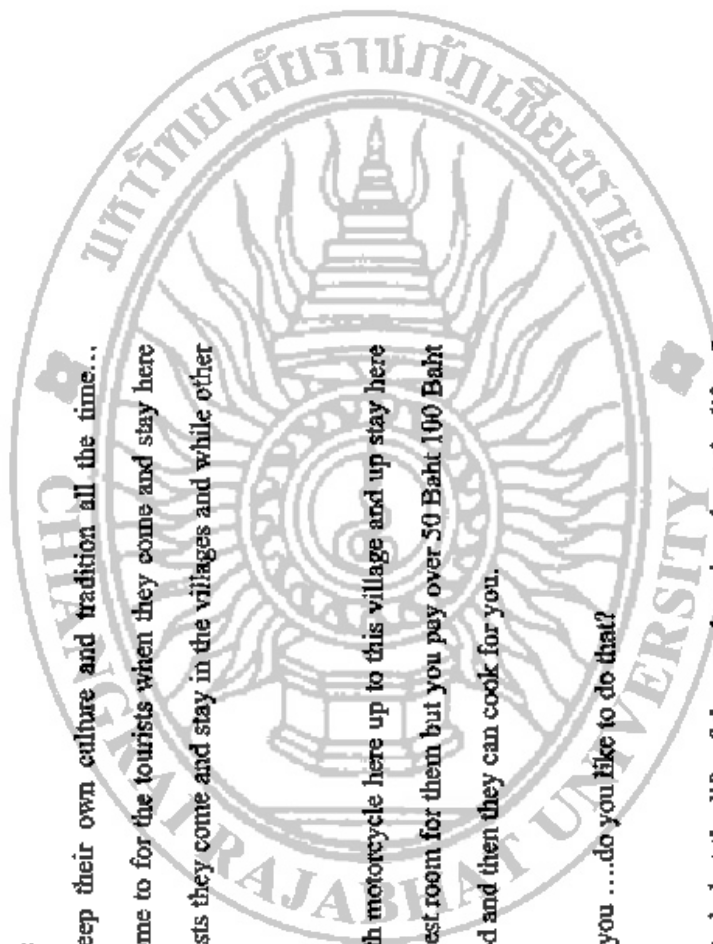 มหาวิทยาลัยราชภัฏเชียงราย
CHIANG RAI RAJABHAT UNIVERSITY
eep their own culture and tradition all the time…
me to for the tourists when they come and stay here
sts they come and stay in the villages and while other
th motorcycle here up to this village and up stay here
est room for them but you pay over 50 Baht 100 Baht
d and then they can cook for you.
you ….do you like to do that?